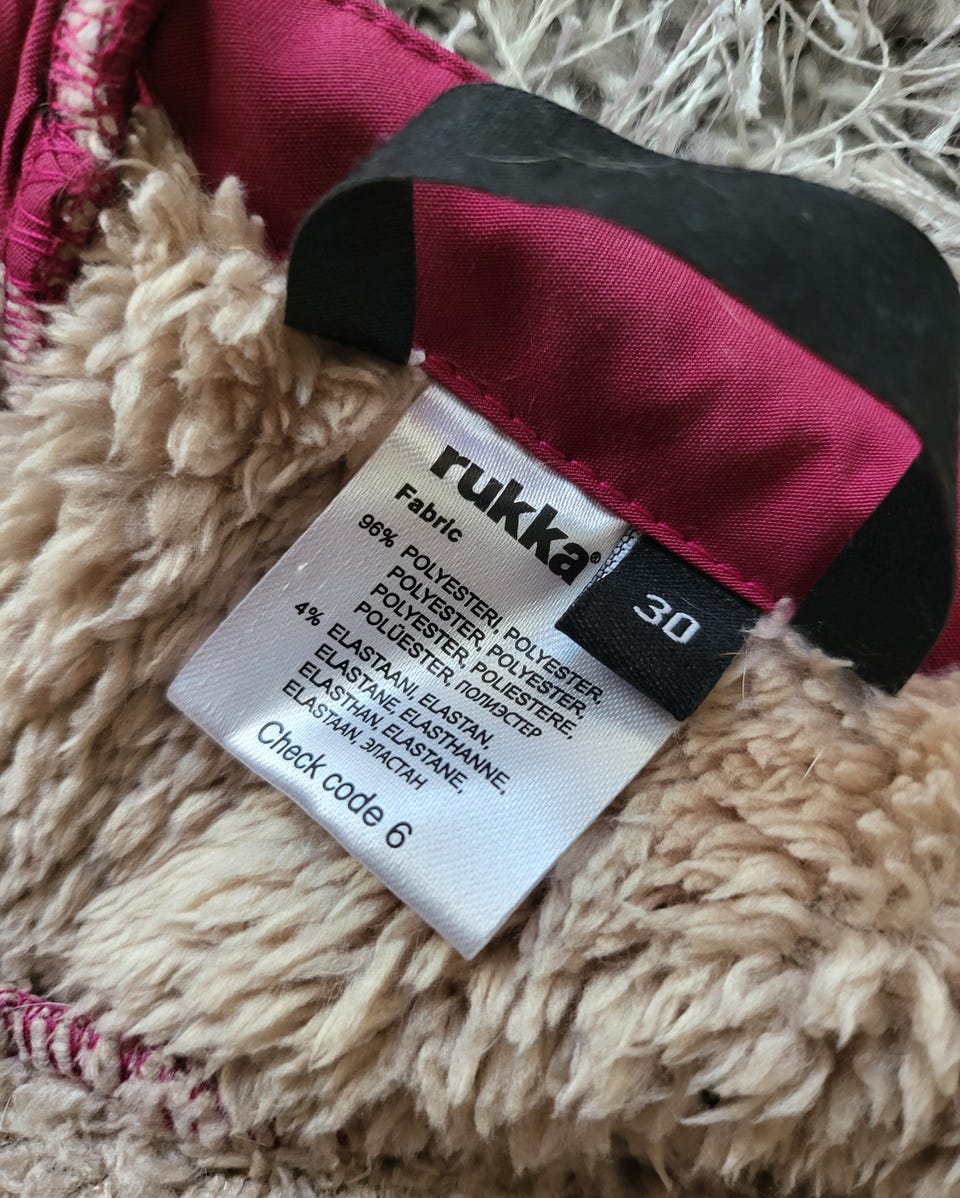 rukka®
Fabric
96% POLYESTERI, POLYESTER,
POLYESTER, POLYESTER,
POLYESTER, POLIESTERE,
POLÜESTER, ПОЛИЭСТЕР
4% ELASTAANI, ELASTAN,
ELASTANE, ELASTHANNE,
ELASTHAN, ELASTANE,
ELASTAAN, ЭЛАСТАН
Check code 6
30